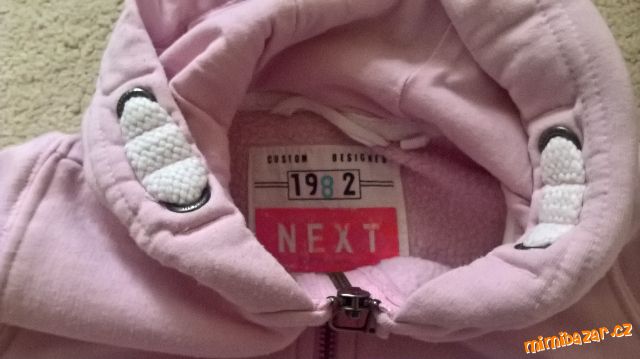 CUSTOM DESIGNED
1982
NEXT
mimibazar.cz